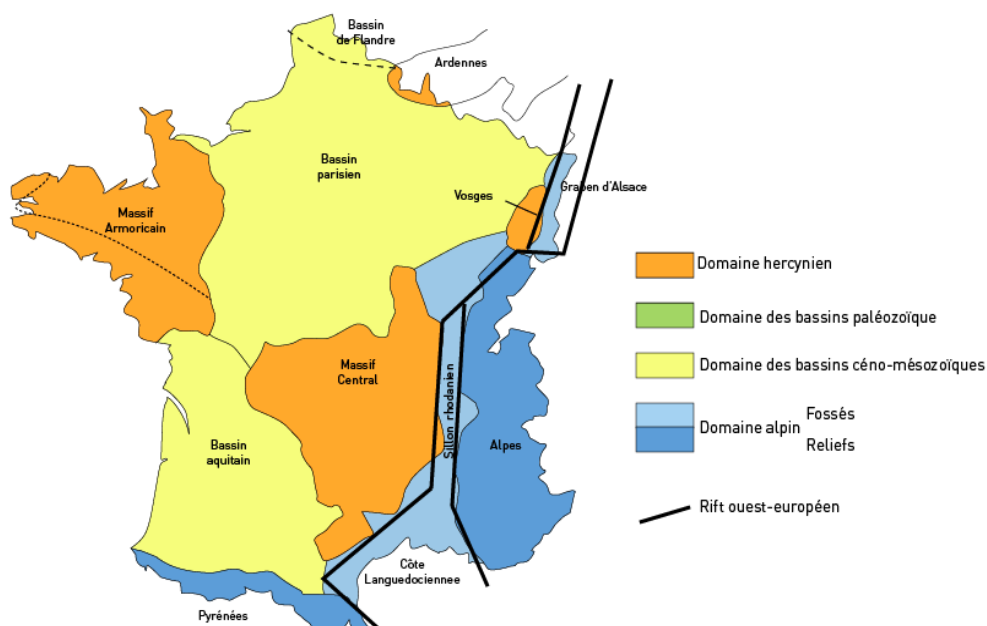 Bassin
de Flandre
Ardennes
Bassin
parisien
Vosges
Graben d'Alsace
Massif
Armoricain
Massif
Central
Sillon rhodanien
Alpes
Bassin
aquitain
Côte
Languedociennee
Pyrénées
Domaine hercynien
Domaine des bassins paléozoïque
Domaine des bassins céno-mésozoïques
Domaine alpin
Fossés
Reliefs
Rift ouest-européen